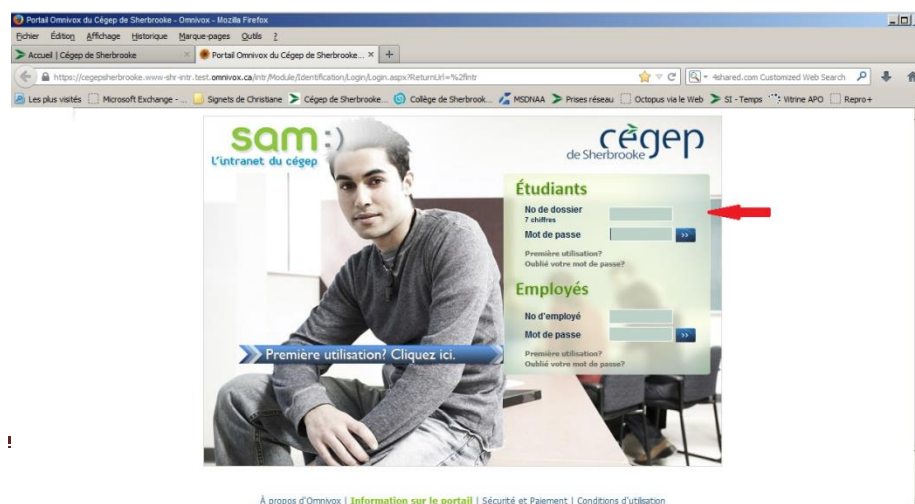 Portail Omnivox du Cégep de Sherbrooke - Omnivox - Mozilla Firefox
Fichier Édition Affichage Historique Marque-pages Outils ?
Accueil | Cégep de Sherbrooke × Portail Omnivox du Cégep de Sherbrooke... × +
https://cegepsherbrooke.www-shr-intr.test.omnivox.ca/intr/Module/Identification/Login/Login.aspx?ReturnUrl=%2fintr 4shared.com Customized Web Search
Les plus visités Microsoft Exchange - ... Signets de Christiane Cégep de Sherbrooke... Collège de Sherbrook... MSDNAA Prises réseau Octopus via le Web SI - Temps Vitrine APO Repro+
sam:)
L'intranet du cégep
cégep
de Sherbrooke
Étudiants
No de dossier
7 chiffres
Mot de passe >>
Première utilisation?
Oublié votre mot de passe?
Employés
No d'employé
Mot de passe >>
Première utilisation?
Oublié votre mot de passe?
Première utilisation? Cliquez ici.
!
À propos d'Omnivox | Information sur le portail | Sécurité et Paiement | Conditions d'utilisation